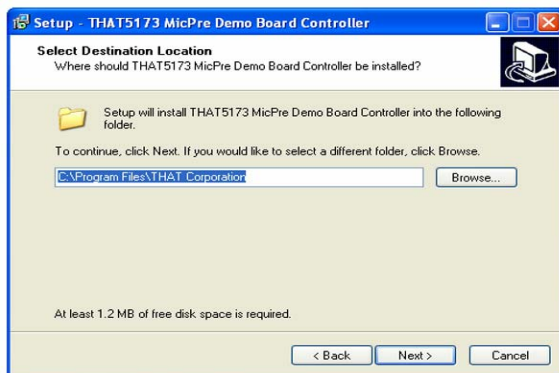 Setup - THAT5173 MicPre Demo Board Controller
Select Destination Location
Where should THAT5173 MicPre Demo Board Controller be installed?
Setup will install THAT5173 MicPre Demo Board Controller into the following
folder.
To continue, click Next. If you would like to select a different folder, click Browse.
C:\Program Files\THAT Corporation
Browse...
At least 1.2 MB of free disk space is required.
< Back
Next >
Cancel